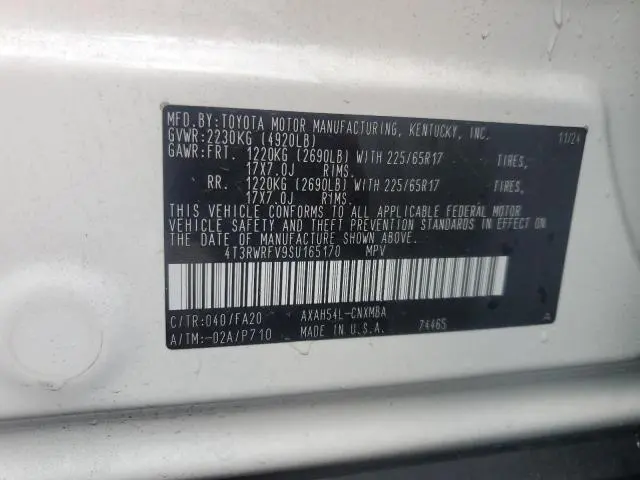 MFD.BY:TOYOTA MOTOR MANUFACTURING, KENTUCKY, INC. 11/24
GVWR:2230KG (4920LB)
GAWR:FRT. 1220KG (2690LB) WITH 225/65R17 TIRES,
17X7.0J RIMS.
RR. 1220KG (2690LB) WITH 225/65R17 TIRES,
17X7.0J RIMS.
THIS VEHICLE CONFORMS TO ALL APPLICABLE FEDERAL MOTOR
VEHICLE SAFETY AND THEFT PREVENTION STANDARDS IN EFFECT ON
THE DATE OF MANUFACTURE SHOWN ABOVE.
4T3RWRFV9SU165170 MPV
C/TR:040/FA20 AXAH54L-CNXMBA
A/TM:-02A/P710 MADE IN U.S.A. 74465